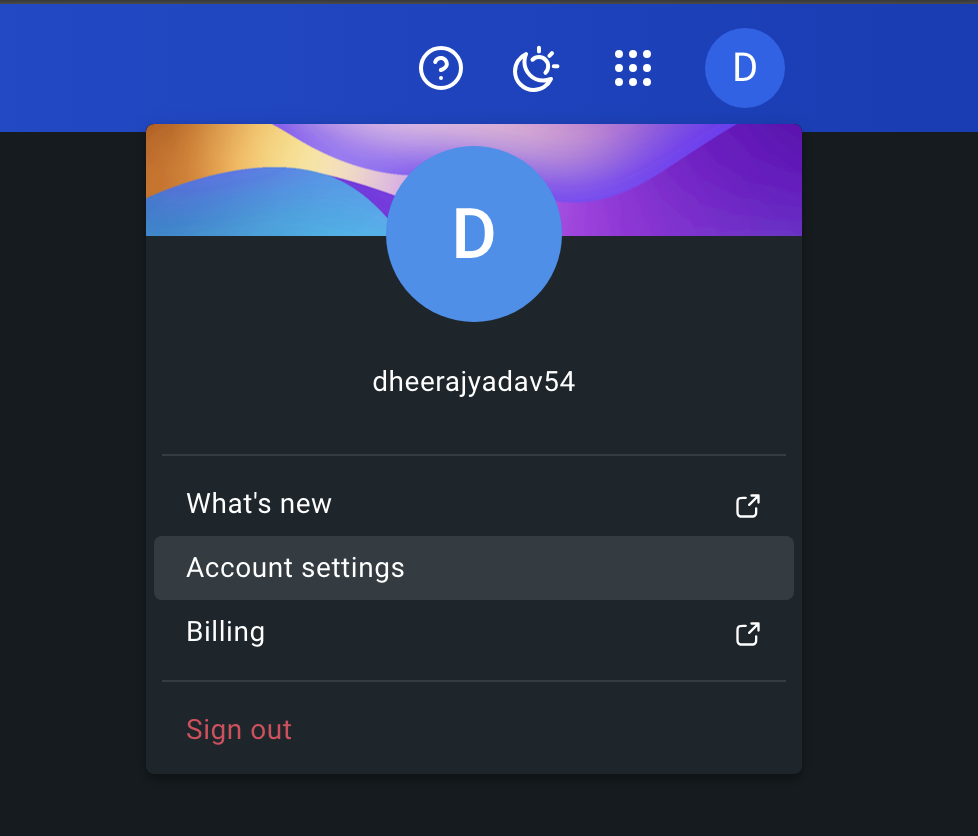 D
D
dheerajyadav54
What's new
Account settings
Billing
Sign out